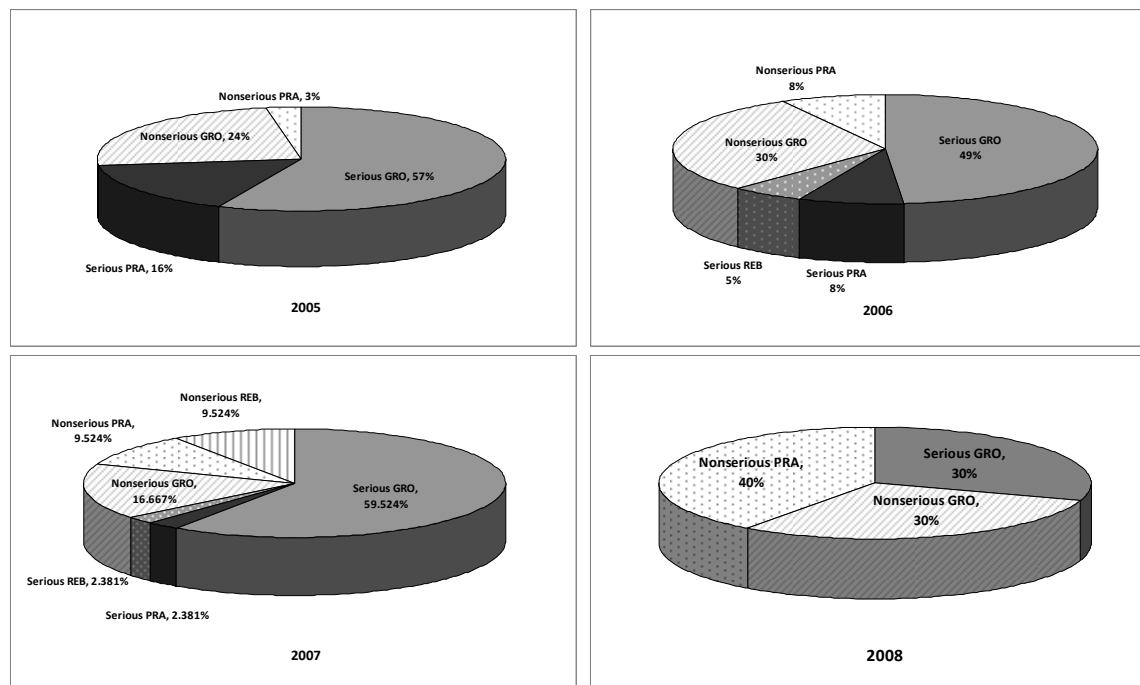 Nonserious PRA, 3%
Nonserious GRO, 24%
Serious GRO, 57%
Serious PRA, 16%
2005
Nonserious PRA
8%
Nonserious GRO
30%
Serious GRO
49%
Serious REB
5%
Serious PRA
8%
2006
Nonserious REB,
9.524%
Nonserious PRA,
9.524%
Nonserious GRO,
16.667%
Serious GRO,
59.524%
Serious REB, 2.381%
Serious PRA, 2.381%
2007
Nonserious PRA,
40%
Serious GRO,
30%
Nonserious GRO,
30%
2008